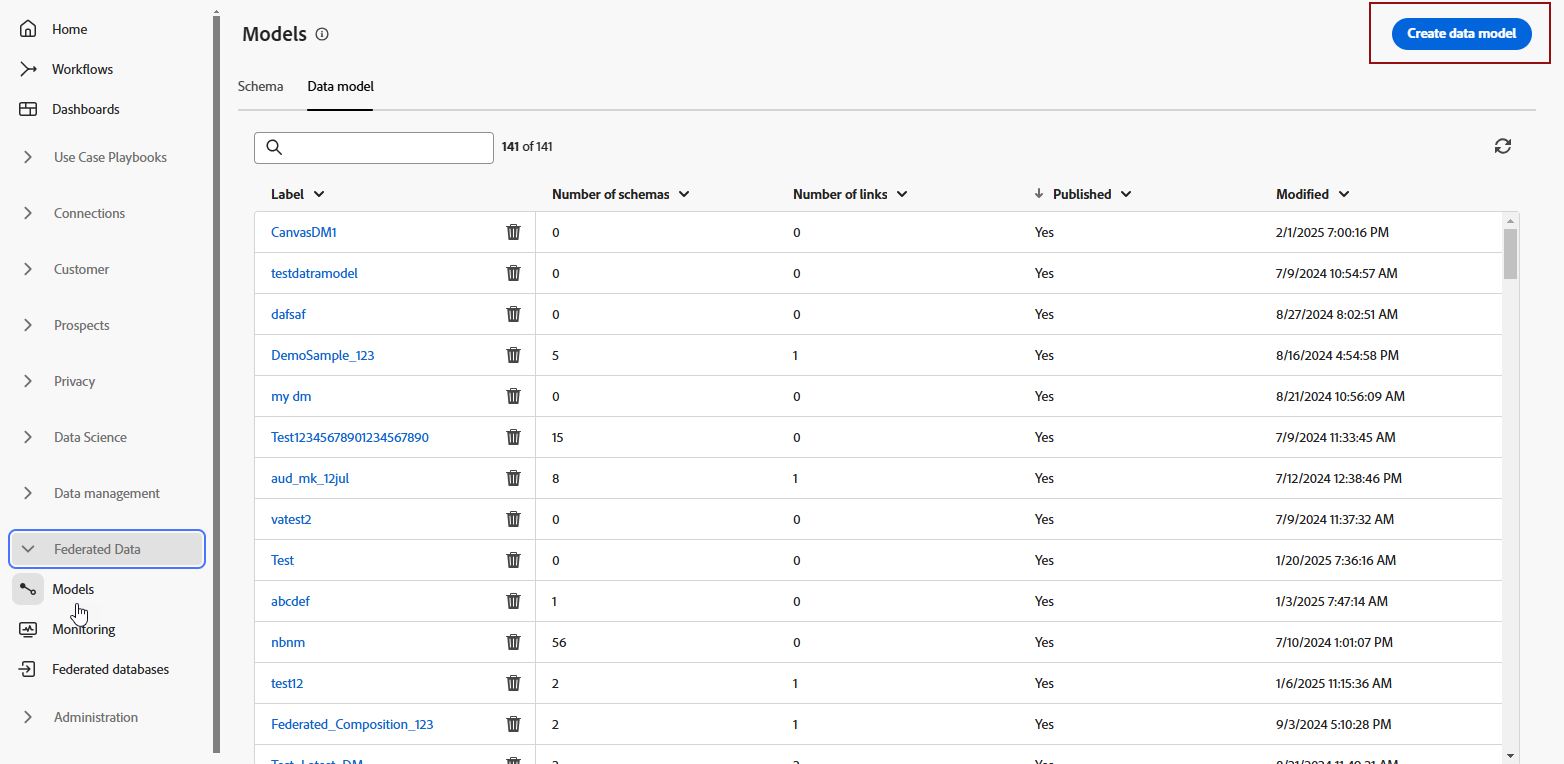 Home
Workflows
Dashboards
Use Case Playbooks
Connections
Customer
Prospects
Privacy
Data Science
Data management
Federated Data
Models
Monitoring
Federated databases
Administration
Models
Create data model
Schema Data model
141 of 141
Label Number of schemas Number of links Published Modified
CanvasDM1 0 0 Yes 2/1/2025 7:00:16 PM
testdatramodel 0 0 Yes 7/9/2024 10:54:57 AM
dafsaf 0 0 Yes 8/27/2024 8:02:51 AM
DemoSample_123 5 1 Yes 8/16/2024 4:54:58 PM
my dm 0 0 Yes 8/21/2024 10:56:09 AM
Test12345678901234567890 15 0 Yes 7/9/2024 11:33:45 AM
aud_mk_12jul 8 1 Yes 7/12/2024 12:38:46 PM
vatest2 0 0 Yes 7/9/2024 11:37:32 AM
Test 0 0 Yes 1/20/2025 7:36:16 AM
abcdef 1 0 Yes 1/3/2025 7:47:14 AM
nbnm 56 0 Yes 7/10/2024 1:01:07 PM
test12 2 1 Yes 1/6/2025 11:15:36 AM
Federated_Composition_123 2 1 Yes 9/3/2024 5:10:28 PM
Test_Latest_DM Yes